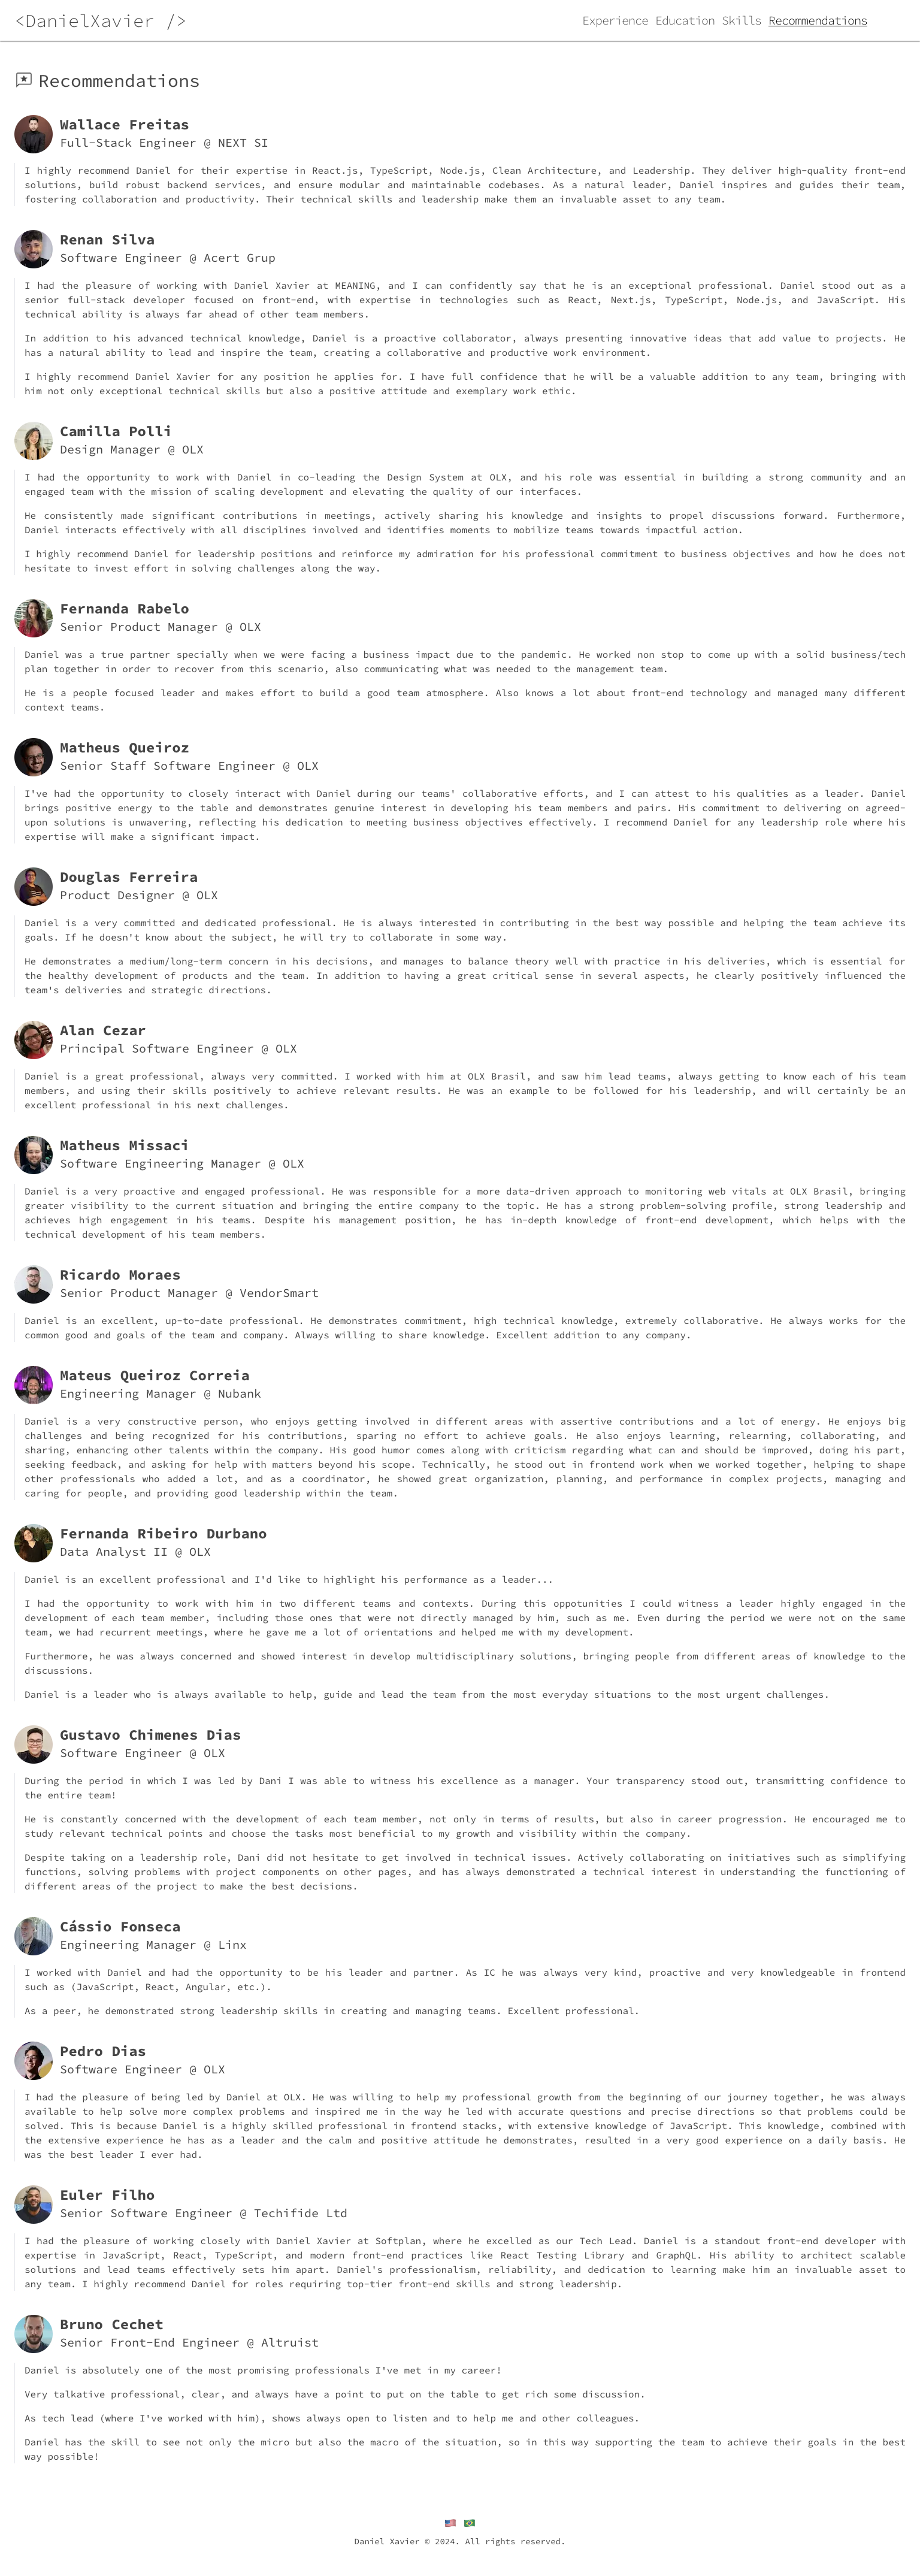 <DanielXavier />
Experience Education Skills Recommendations
Recommendations
Wallace Freitas
Full-Stack Engineer @ NEXT SI
I highly recommend Daniel for their expertise in React.js, TypeScript, Node.js, Clean Architecture, and Leadership. They deliver high-quality front-end
solutions, build robust backend services, and ensure modular and maintainable codebases. As a natural leader, Daniel inspires and guides their team,
fostering collaboration and productivity. Their technical skills and leadership make them an invaluable asset to any team.
Renan Silva
Software Engineer @ Acert Grup
I had the pleasure of working with Daniel Xavier at MEANING, and I can confidently say that he is an exceptional professional. Daniel stood out as a
senior full-stack developer focused on front-end, with expertise in technologies such as React, Next.js, TypeScript, Node.js, and JavaScript. His
technical ability is always far ahead of other team members.
In addition to his advanced technical knowledge, Daniel is a proactive collaborator, always presenting innovative ideas that add value to projects. He
has a natural ability to lead and inspire the team, creating a collaborative and productive work environment.
I highly recommend Daniel Xavier for any position he applies for. I have full confidence that he will be a valuable addition to any team, bringing with
him not only exceptional technical skills but also a positive attitude and exemplary work ethic.
Camilla Polli
Design Manager @ OLX
I had the opportunity to work with Daniel in co-leading the Design System at OLX, and his role was essential in building a strong community and an
engaged team with the mission of scaling development and elevating the quality of our interfaces.
He consistently made significant contributions in meetings, actively sharing his knowledge and insights to propel discussions forward. Furthermore,
Daniel interacts effectively with all disciplines involved and identifies moments to mobilize teams towards impactful action.
I highly recommend Daniel for leadership positions and reinforce my admiration for his professional commitment to business objectives and how he does not
hesitate to invest effort in solving challenges along the way.
Fernanda Rabelo
Senior Product Manager @ OLX
Daniel was a true partner specially when we were facing a business impact due to the pandemic. He worked non stop to come up with a solid business/tech
plan together in order to recover from this scenario, also communicating what was needed to the management team.
He is a people focused leader and makes effort to build a good team atmosphere. Also knows a lot about front-end technology and managed many different
context teams.
Matheus Queiroz
Senior Staff Software Engineer @ OLX
I've had the opportunity to closely interact with Daniel during our teams' collaborative efforts, and I can attest to his qualities as a leader. Daniel
brings positive energy to the table and demonstrates genuine interest in developing his team members and pairs. His commitment to delivering on agreed-
upon solutions is unwavering, reflecting his dedication to meeting business objectives effectively. I recommend Daniel for any leadership role where his
expertise will make a significant impact.
Douglas Ferreira
Product Designer @ OLX
Daniel is a very committed and dedicated professional. He is always interested in contributing in the best way possible and helping the team achieve its
goals. If he doesn't know about the subject, he will try to collaborate in some way.
He demonstrates a medium/long-term concern in his decisions, and manages to balance theory well with practice in his deliveries, which is essential for
the healthy development of products and the team. In addition to having a great critical sense in several aspects, he clearly positively influenced the
team's deliveries and strategic directions.
Alan Cezar
Principal Software Engineer @ OLX
Daniel is a great professional, always very committed. I worked with him at OLX Brasil, and saw him lead teams, always getting to know each of his team
members, and using their skills positively to achieve relevant results. He was an example to be followed for his leadership, and will certainly be an
excellent professional in his next challenges.
Matheus Missaci
Software Engineering Manager @ OLX
Daniel is a very proactive and engaged professional. He was responsible for a more data-driven approach to monitoring web vitals at OLX Brasil, bringing
greater visibility to the current situation and bringing the entire company to the topic. He has a strong problem-solving profile, strong leadership and
achieves high engagement in his teams. Despite his management position, he has in-depth knowledge of front-end development, which helps with the
technical development of his team members.
Ricardo Moraes
Senior Product Manager @ VendorSmart
Daniel is an excellent, up-to-date professional. He demonstrates commitment, high technical knowledge, extremely collaborative. He always works for the
common good and goals of the team and company. Always willing to share knowledge. Excellent addition to any company.
Mateus Queiroz Correia
Engineering Manager @ Nubank
Daniel is a very constructive person, who enjoys getting involved in different areas with assertive contributions and a lot of energy. He enjoys big
challenges and being recognized for his contributions, sparing no effort to achieve goals. He also enjoys learning, relearning, collaborating, and
sharing, enhancing other talents within the company. His good humor comes along with criticism regarding what can and should be improved, doing his part,
seeking feedback, and asking for help with matters beyond his scope. Technically, he stood out in frontend work when we worked together, helping to shape
other professionals who added a lot, and as a coordinator, he showed great organization, planning, and performance in complex projects, managing and
caring for people, and providing good leadership within the team.
Fernanda Ribeiro Durbano
Data Analyst II @ OLX
Daniel is an excellent professional and I'd like to highlight his performance as a leader...
I had the opportunity to work with him in two different teams and contexts. During this oppotunities I could witness a leader highly engaged in the
development of each team member, including those ones that were not directly managed by him, such as me. Even during the period we were not on the same
team, we had recurrent meetings, where he gave me a lot of orientations and helped me with my development.
Furthermore, he was always concerned and showed interest in develop multidisciplinary solutions, bringing people from different areas of knowledge to the
discussions.
Daniel is a leader who is always available to help, guide and lead the team from the most everyday situations to the most urgent challenges.
Gustavo Chimenes Dias
Software Engineer @ OLX
During the period in which I was led by Dani I was able to witness his excellence as a manager. Your transparency stood out, transmitting confidence to
the entire team!
He is constantly concerned with the development of each team member, not only in terms of results, but also in career progression. He encouraged me to
study relevant technical points and choose the tasks most beneficial to my growth and visibility within the company.
Despite taking on a leadership role, Dani did not hesitate to get involved in technical issues. Actively collaborating on initiatives such as simplifying
functions, solving problems with project components on other pages, and has always demonstrated a technical interest in understanding the functioning of
different areas of the project to make the best decisions.
Cássio Fonseca
Engineering Manager @ Linx
I worked with Daniel and had the opportunity to be his leader and partner. As IC he was always very kind, proactive and very knowledgeable in frontend
such as (JavaScript, React, Angular, etc.).
As a peer, he demonstrated strong leadership skills in creating and managing teams. Excellent professional.
Pedro Dias
Software Engineer @ OLX
I had the pleasure of being led by Daniel at OLX. He was willing to help my professional growth from the beginning of our journey together, he was always
available to help solve more complex problems and inspired me in the way he led with accurate questions and precise directions so that problems could be
solved. This is because Daniel is a highly skilled professional in frontend stacks, with extensive knowledge of JavaScript. This knowledge, combined with
the extensive experience he has as a leader and the calm and positive attitude he demonstrates, resulted in a very good experience on a daily basis. He
was the best leader I ever had.
Euler Filho
Senior Software Engineer @ Techifide Ltd
I had the pleasure of working closely with Daniel Xavier at Softplan, where he excelled as our Tech Lead. Daniel is a standout front-end developer with
expertise in JavaScript, React, TypeScript, and modern front-end practices like React Testing Library and GraphQL. His ability to architect scalable
solutions and lead teams effectively sets him apart. Daniel's professionalism, reliability, and dedication to learning make him an invaluable asset to
any team. I highly recommend Daniel for roles requiring top-tier front-end skills and strong leadership.
Bruno Cechet
Senior Front-End Engineer @ Altruist
Daniel is absolutely one of the most promising professionals I've met in my career!
Very talkative professional, clear, and always have a point to put on the table to get rich some discussion.
As tech lead (where I've worked with him), shows always open to listen and to help me and other colleagues.
Daniel has the skill to see not only the micro but also the macro of the situation, so in this way supporting the team to achieve their goals in the best
way possible!
Daniel Xavier © 2024. All rights reserved.